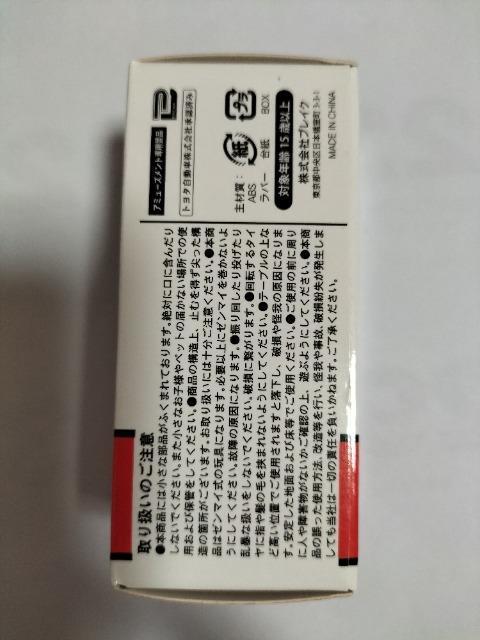 取り扱いのご注意
●本商品には小さな部品がふくまれております。絶対に口に含んだり
しないでください。また小さなお子様やペットの届かない場所での使
用および保管をしてください。●商品の構造上、止むを得ず尖った構
造の箇所がございます。お取り扱いには十分ご注意ください。●本商
品はゼンマイ式の玩具になります。必要以上にゼンマイを巻かないよ
うにしてください。故障の原因になります。●振り回したり投げたり
乱暴な扱いをしないでください。破損に繋がります。●回転するタイ
ヤに指や髪の毛を挟まれないようにしてください。●テーブルの上な
ど高い位置でご使用されますと落下し、破損や怪我の原因になりま
す。安定した地面および床等でご使用ください。●ご使用の前に周り
に人や障害物がないかご確認の上、遊ぶようにしてください。●本商
品の誤った使用方法、改造等を行い、怪我や事故、破損紛失が発生しま
しても当社は一切の責任を負いかねます。ご了承ください。
アミューズメント専用景品
トヨタ自動車株式会社承認済み
主材質：
ABS
ラバー
紙
台紙
プラ
BOX
対象年齢15歳以上
株式会社ブレイク
東京都中央区日本橋蛎殻町
MADE IN CHINA